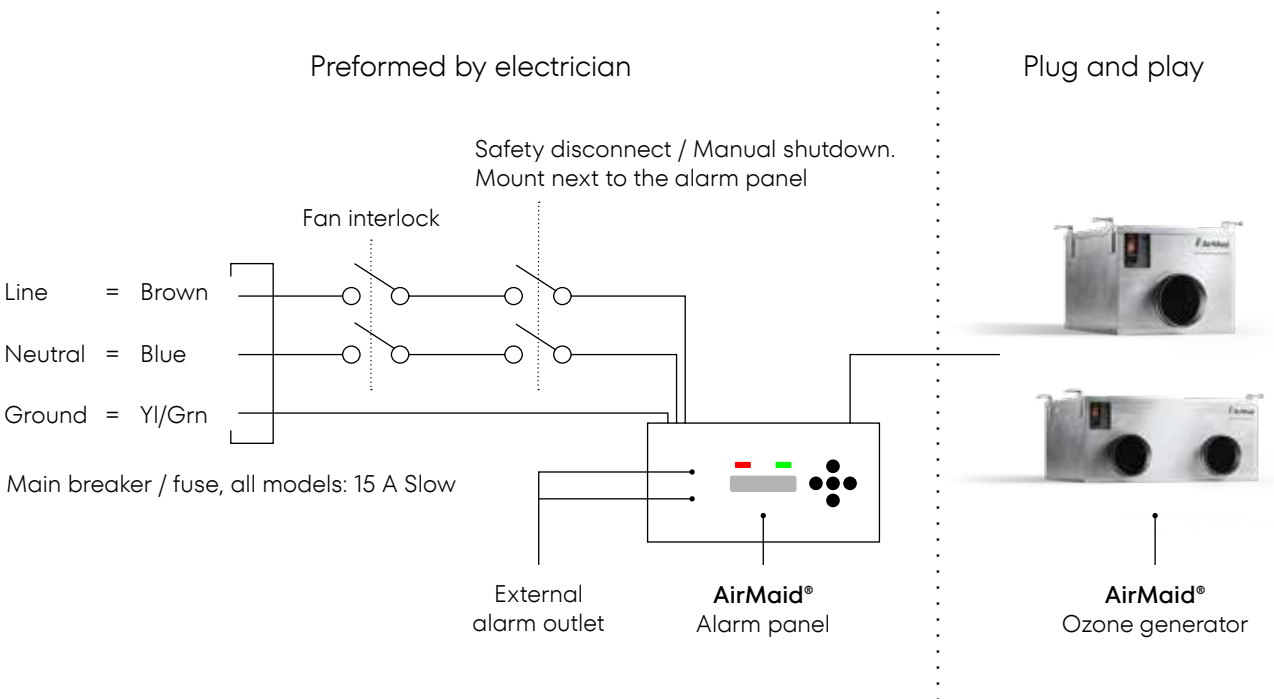 Preformed by electrician
Plug and play
Safety disconnect / Manual shutdown.
Mount next to the alarm panel
Fan interlock
Line = Brown
Neutral = Blue
Ground = Yl/Grn
Main breaker / fuse, all models: 15 A Slow
External
alarm outlet
AirMaid®
Alarm panel
AirMaid
AirMaid
AirMaid®
Ozone generator